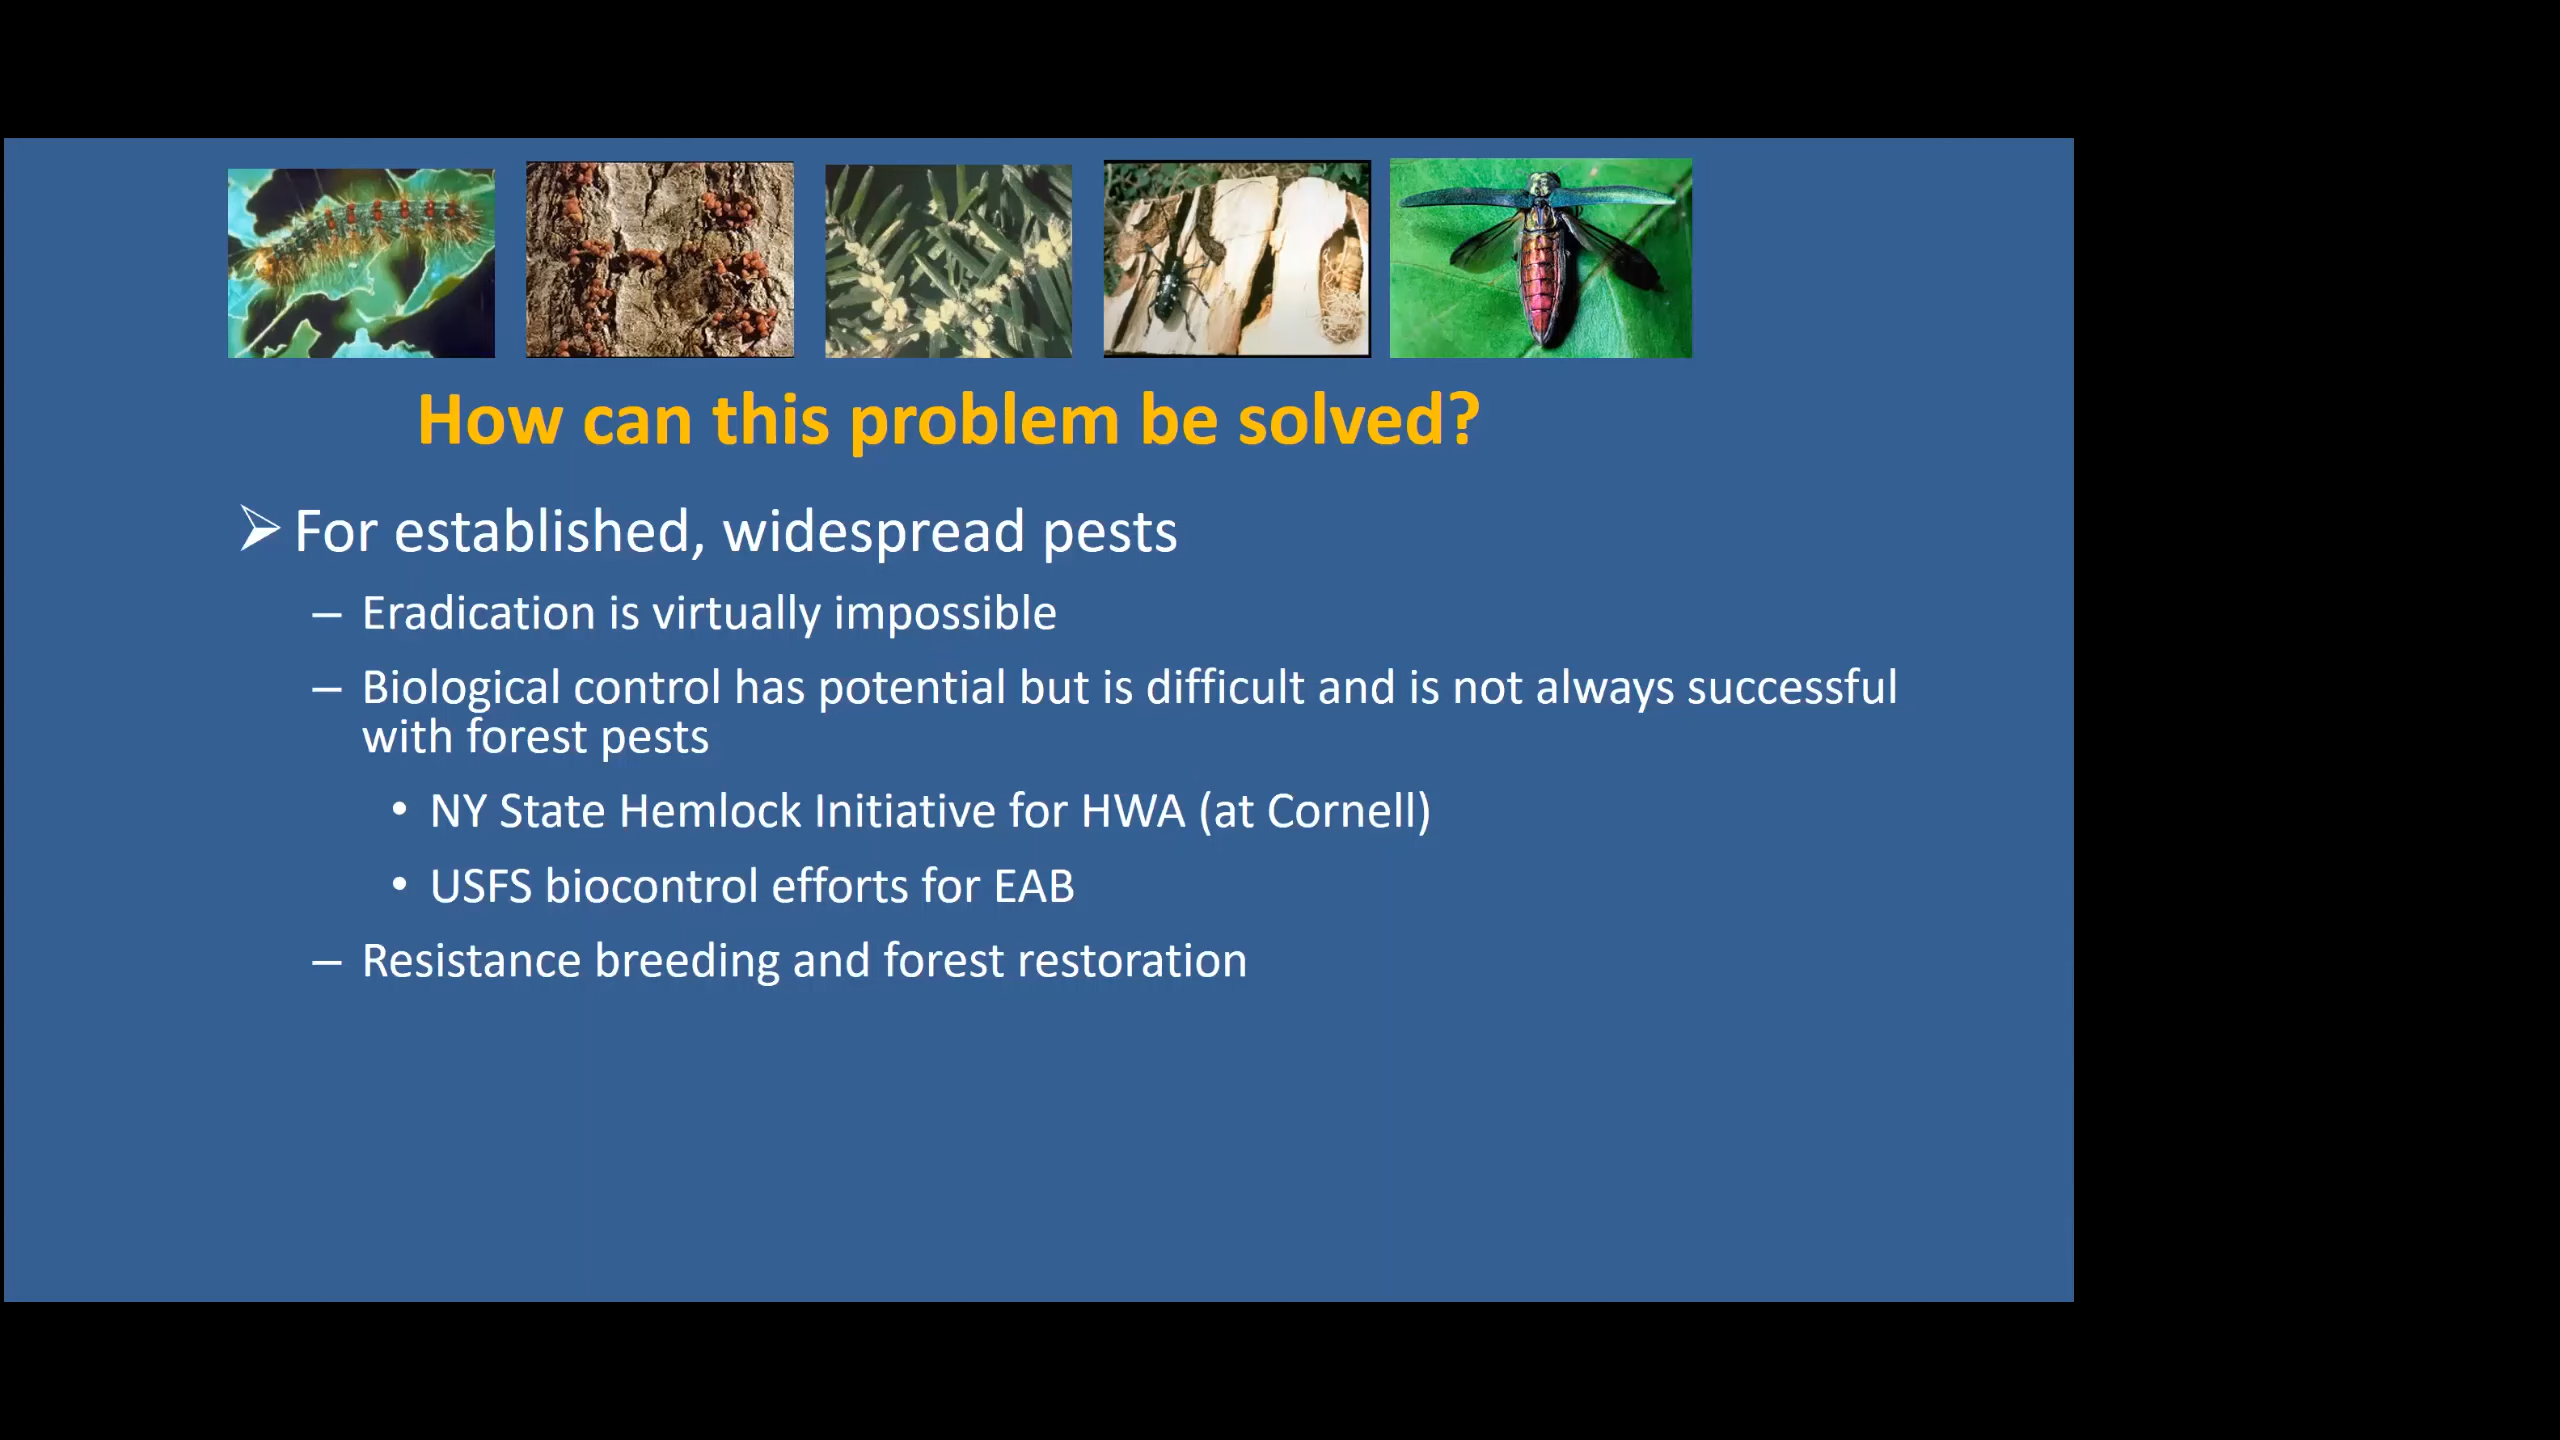 How can this problem be solved?
➢ For established, widespread pests
– Eradication is virtually impossible
– Biological control has potential but is difficult and is not always successful
with forest pests
• NY State Hemlock Initiative for HWA (at Cornell)
• USFS biocontrol efforts for EAB
– Resistance breeding and forest restoration